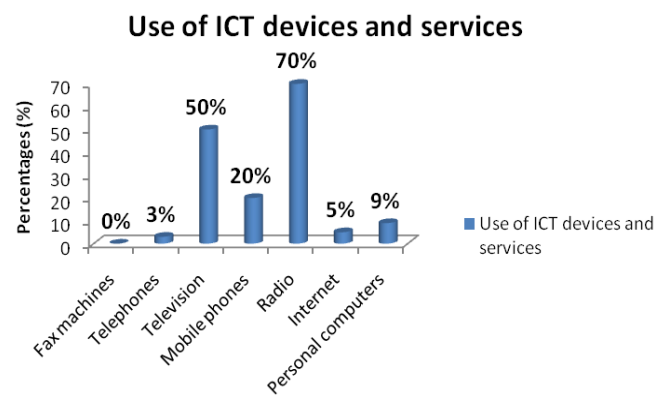 Use of ICT devices and services
Percentages (%)
70
60
50
40
30
20
10
0
0%
3%
50%
20%
70%
5%
9%
Fax machines
Telephones
Television
Mobile phones
Radio
Internet
Personal computers
Use of ICT devices and
services